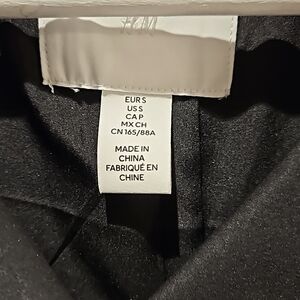 H&M
EUR S
US S
CA P
MX CH
CN 165/88A
MADE IN
CHINA
FABRIQUÉ EN
CHINE